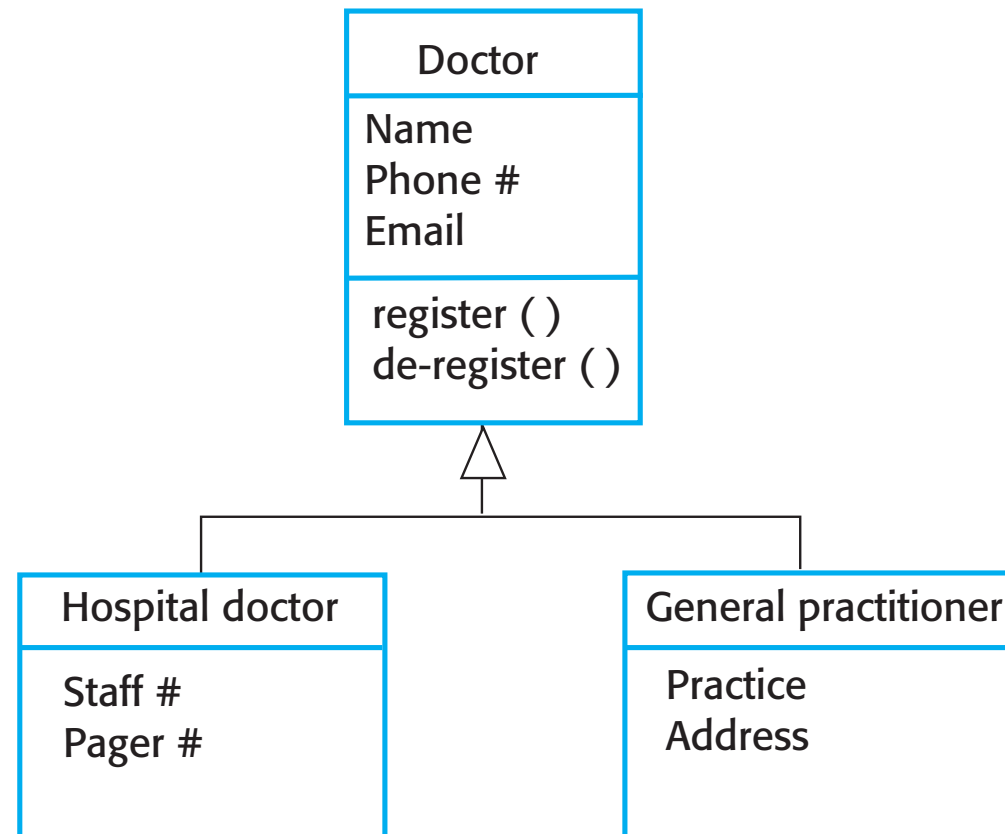 Doctor
Name
Phone #
Email
register ( )
de-register ( )
Hospital doctor
Staff #
Pager #
General practitioner
Practice
Address